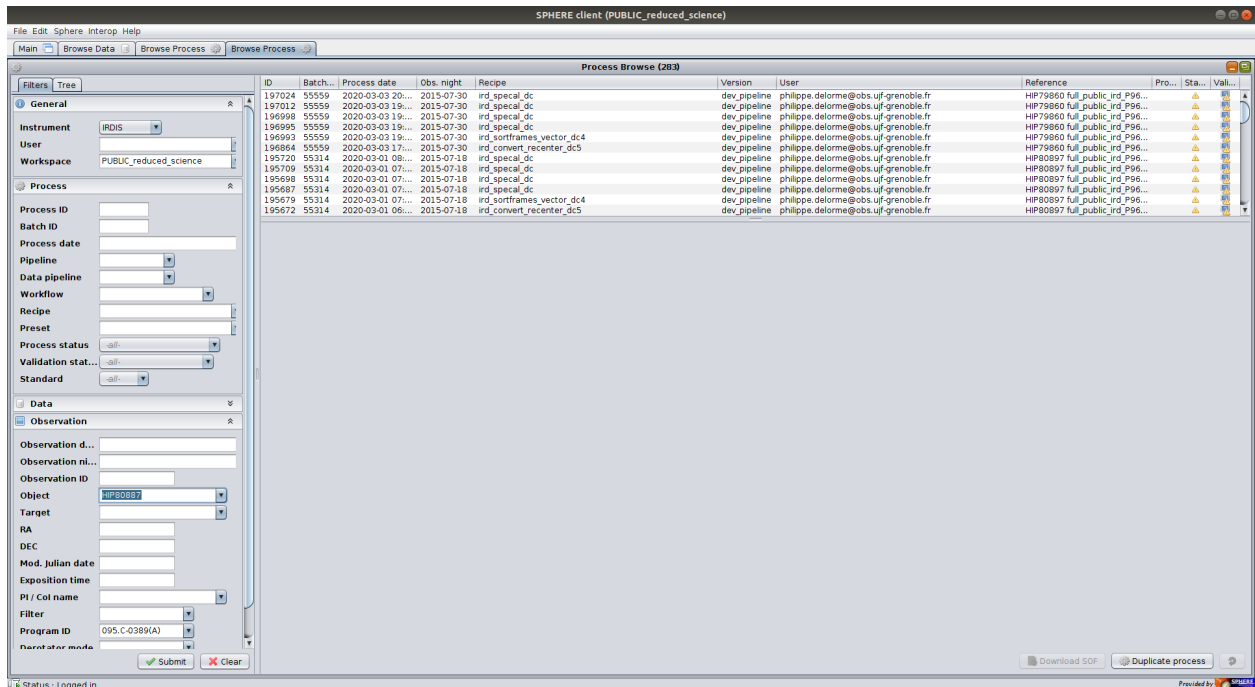 SPHERE client (PUBLIC_reduced_science)
File Edit Sphere Interop Help
Main Browse Data Browse Process Browse Process
Process Browse (283)
Filters Tree
General
Instrument IRDIS
User
Workspace PUBLIC_reduced_science
Process
Process ID
Batch ID
Process date
Pipeline
Data pipeline
Workflow
Recipe
Preset
Process status -all-
Validation stat... -all-
Standard -all-
Data
Observation
Observation d...
Observation ni...
Observation ID
Object HIP80887
Target
RA
DEC
Mod. Julian date
Exposition time
PI / CoI name
Filter
Program ID 095.C-0389(A)
Derotator mode
Submit Clear
ID Batch... Process date Obs. night Recipe Version User Reference Pro... Sta... Vali...
197024 55559 2020-03-03 20:... 2015-07-30 ird_specal_dc dev_pipeline philippe.delorme@obs.ujf-grenoble.fr HIP79860 full_public_ird_P96...
197012 55559 2020-03-03 19:... 2015-07-30 ird_specal_dc dev_pipeline philippe.delorme@obs.ujf-grenoble.fr HIP79860 full_public_ird_P96...
196998 55559 2020-03-03 19:... 2015-07-30 ird_specal_dc dev_pipeline philippe.delorme@obs.ujf-grenoble.fr HIP79860 full_public_ird_P96...
196995 55559 2020-03-03 19:... 2015-07-30 ird_specal_dc dev_pipeline philippe.delorme@obs.ujf-grenoble.fr HIP79860 full_public_ird_P96...
196993 55559 2020-03-03 19:... 2015-07-30 ird_sortframes_vector_dc4 dev_pipeline philippe.delorme@obs.ujf-grenoble.fr HIP79860 full_public_ird_P96...
196864 55559 2020-03-03 17:... 2015-07-30 ird_convert_recenter_dc5 dev_pipeline philippe.delorme@obs.ujf-grenoble.fr HIP79860 full_public_ird_P96...
195720 55314 2020-03-01 08:... 2015-07-18 ird_specal_dc dev_pipeline philippe.delorme@obs.ujf-grenoble.fr HIP80897 full_public_ird_P96...
195709 55314 2020-03-01 07:... 2015-07-18 ird_specal_dc dev_pipeline philippe.delorme@obs.ujf-grenoble.fr HIP80897 full_public_ird_P96...
195698 55314 2020-03-01 07:... 2015-07-18 ird_specal_dc dev_pipeline philippe.delorme@obs.ujf-grenoble.fr HIP80897 full_public_ird_P96...
195687 55314 2020-03-01 07:... 2015-07-18 ird_specal_dc dev_pipeline philippe.delorme@obs.ujf-grenoble.fr HIP80897 full_public_ird_P96...
195679 55314 2020-03-01 07:... 2015-07-18 ird_sortframes_vector_dc4 dev_pipeline philippe.delorme@obs.ujf-grenoble.fr HIP80897 full_public_ird_P96...
195672 55314 2020-03-01 06:... 2015-07-18 ird_convert_recenter_dc5 dev_pipeline philippe.delorme@obs.ujf-grenoble.fr HIP80897 full_public_ird_P96...
Download SOF Duplicate process
Status : Logged in
Provided by SPHERE